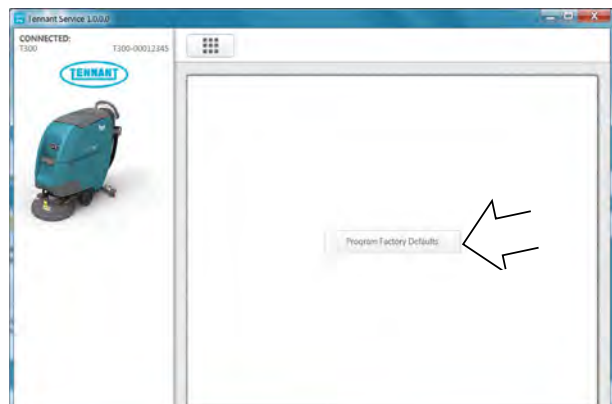 Tennant Service 1.0.0.0
CONNECTED:
T300 T300-00012345
TENNANT
Program Factory Defaults